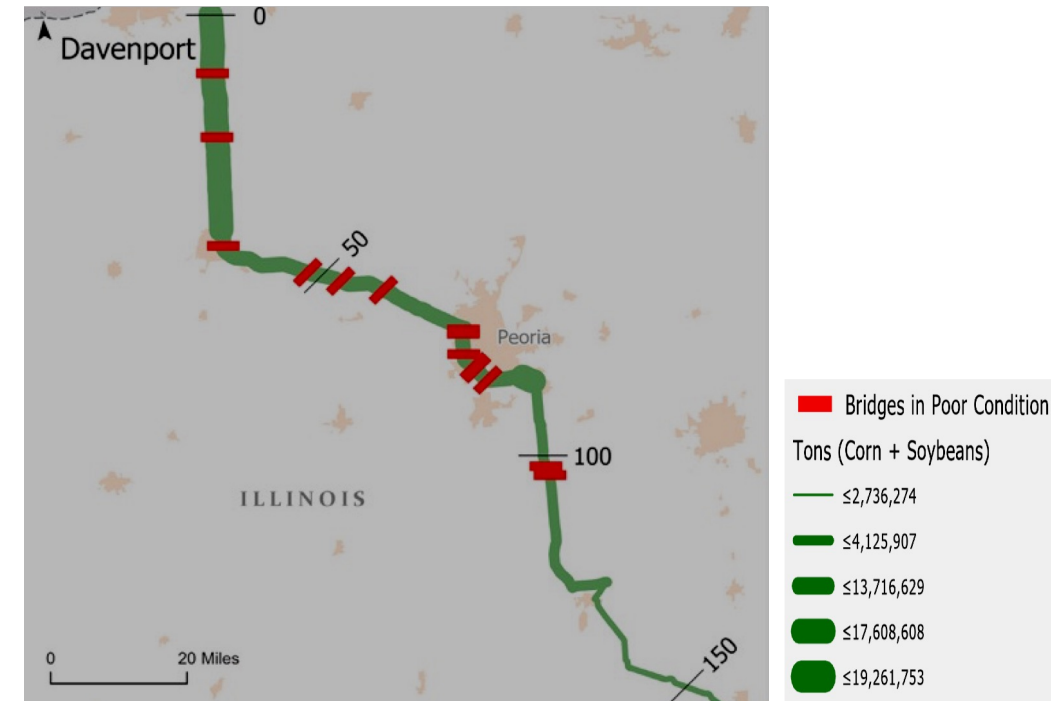 0
Davenport
50
Peoria
100
ILLINOIS
150
0 20 Miles
Bridges in Poor Condition
Tons (Corn + Soybeans)
≤2,736,274
≤4,125,907
≤13,716,629
≤17,608,608
≤19,261,753